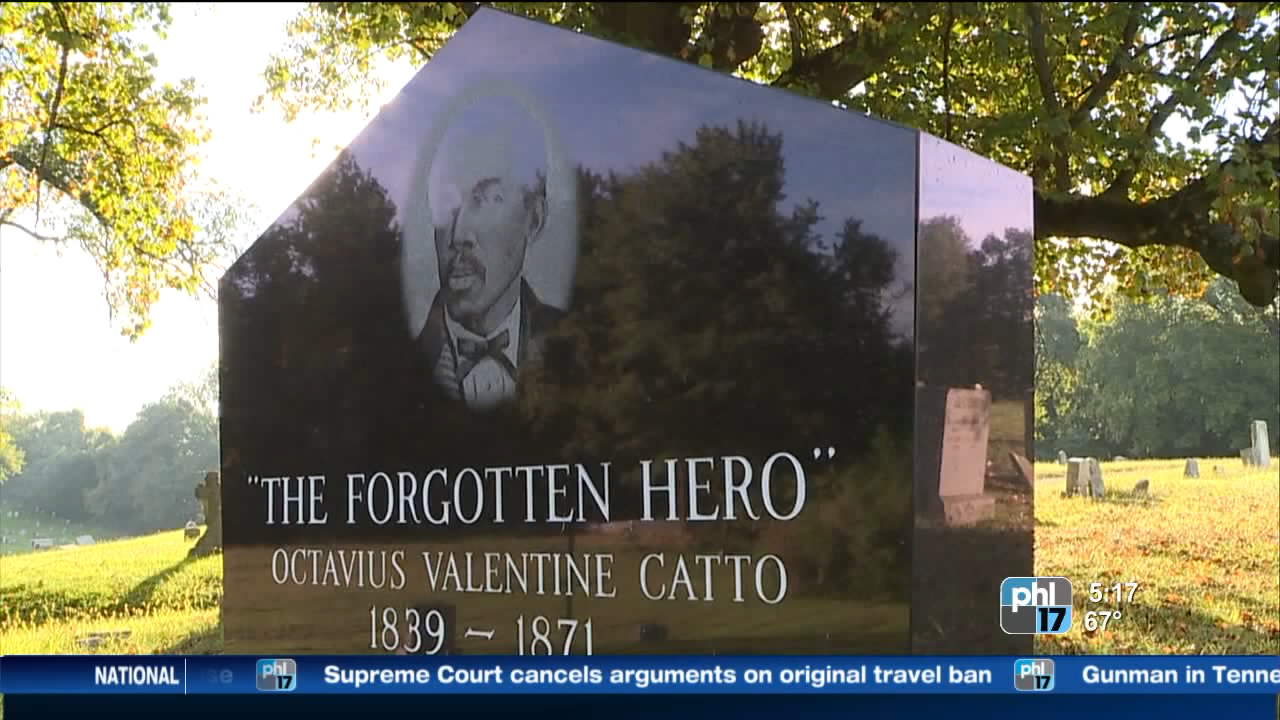 "THE FORGOTTEN HERO"
OCTAVIUS VALENTINE CATTO
1839 ~ 1871
phl
17
5:17
67°
NATIONAL
se
phl
17
Supreme Court cancels arguments on original travel ban
phl
17
Gunman in Tenne